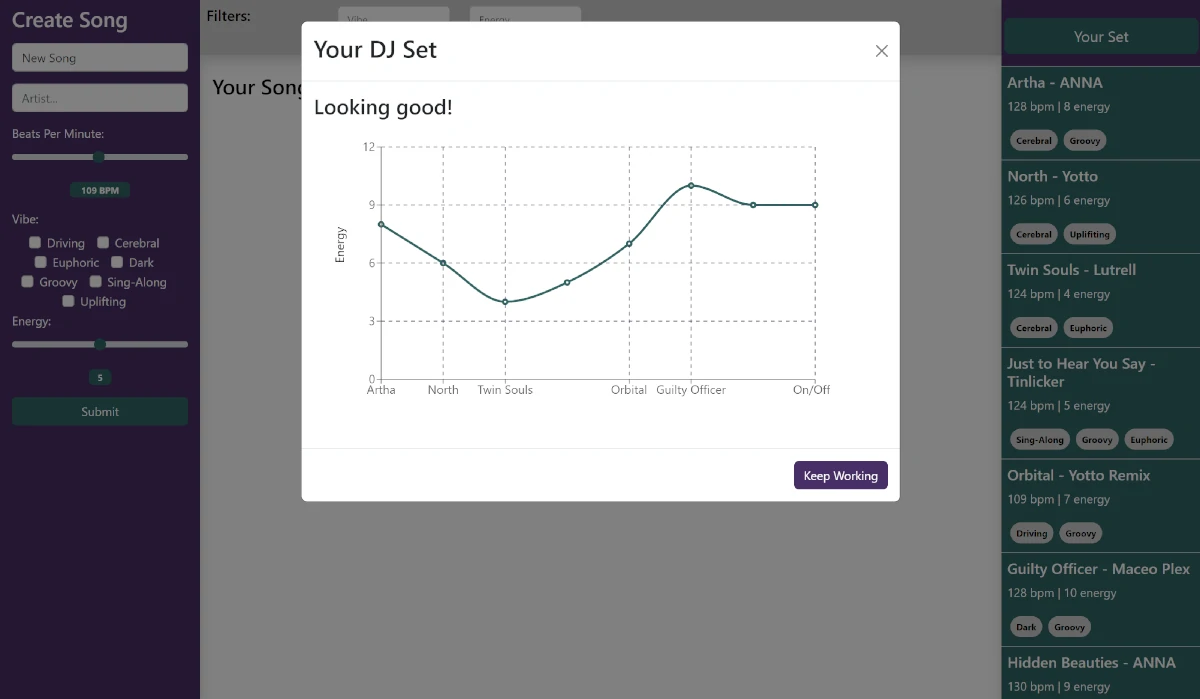 Create Song
New Song
Artist...
Beats Per Minute:
109 BPM
Vibe:
Driving Cerebral
Euphoric Dark
Groovy Sing-Along
Uplifting
Energy:
5
Submit
Filters:
Vibe
Energy
Your Song
Your DJ Set
Looking good!
12
9
6
3
0
Energy
Artha North Twin Souls Orbital Guilty Officer On/Off
Keep Working
Your Set
Artha - ANNA
128 bpm | 8 energy
Cerebral Groovy
North - Yotto
126 bpm | 6 energy
Cerebral Uplifiting
Twin Souls - Lutrell
124 bpm | 4 energy
Cerebral Euphoric
Just to Hear You Say -
Tinlicker
124 bpm | 5 energy
Sing-Along Groovy Euphoric
Orbital - Yotto Remix
109 bpm | 7 energy
Driving Groovy
Guilty Officer - Maceo Plex
128 bpm | 10 energy
Dark Groovy
Hidden Beauties - ANNA
130 bpm | 9 energy